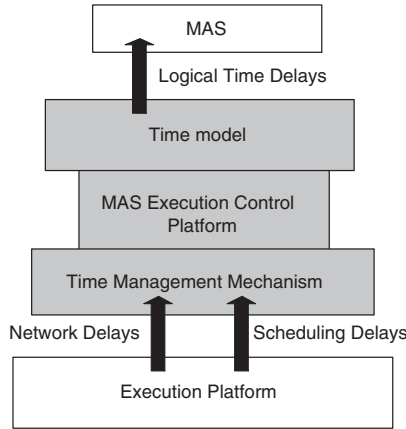 MAS
Logical Time Delays
Time model
MAS Execution Control
Platform
Time Management Mechanism
Network Delays
Scheduling Delays
Execution Platform